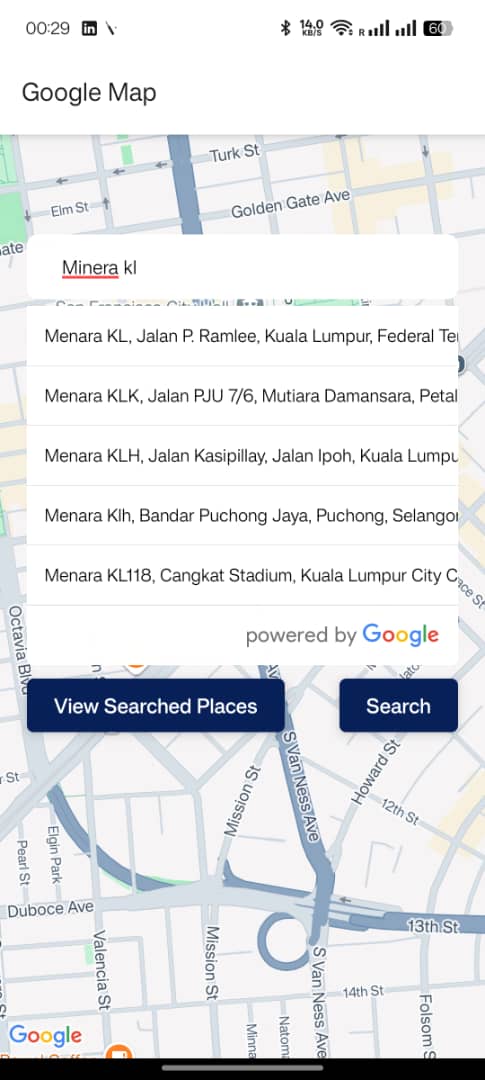 00:29
14.0 KB/S
R
60
Google Map
Turk St
Elm St
Golden Gate Ave
ate
Minera kl
Menara KL, Jalan P. Ramlee, Kuala Lumpur, Federal Te
Menara KLK, Jalan PJU 7/6, Mutiara Damansara, Petal
Menara KLH, Jalan Kasipillay, Jalan Ipoh, Kuala Lumpu
Menara Klh, Bandar Puchong Jaya, Puchong, Selangor
Menara KL118, Cangkat Stadium, Kuala Lumpur City C
powered by Google
Octavia Blvd
View Searched Places
Search
S Van Ness Ave
Mission St
Howard St
12th St
r St
Elgin Park
Pearl St
Duboce Ave
13th St
Valencia St
Mission St
S Van Ness Ave
14th St
Folsom S
Minna
Natoma
Google